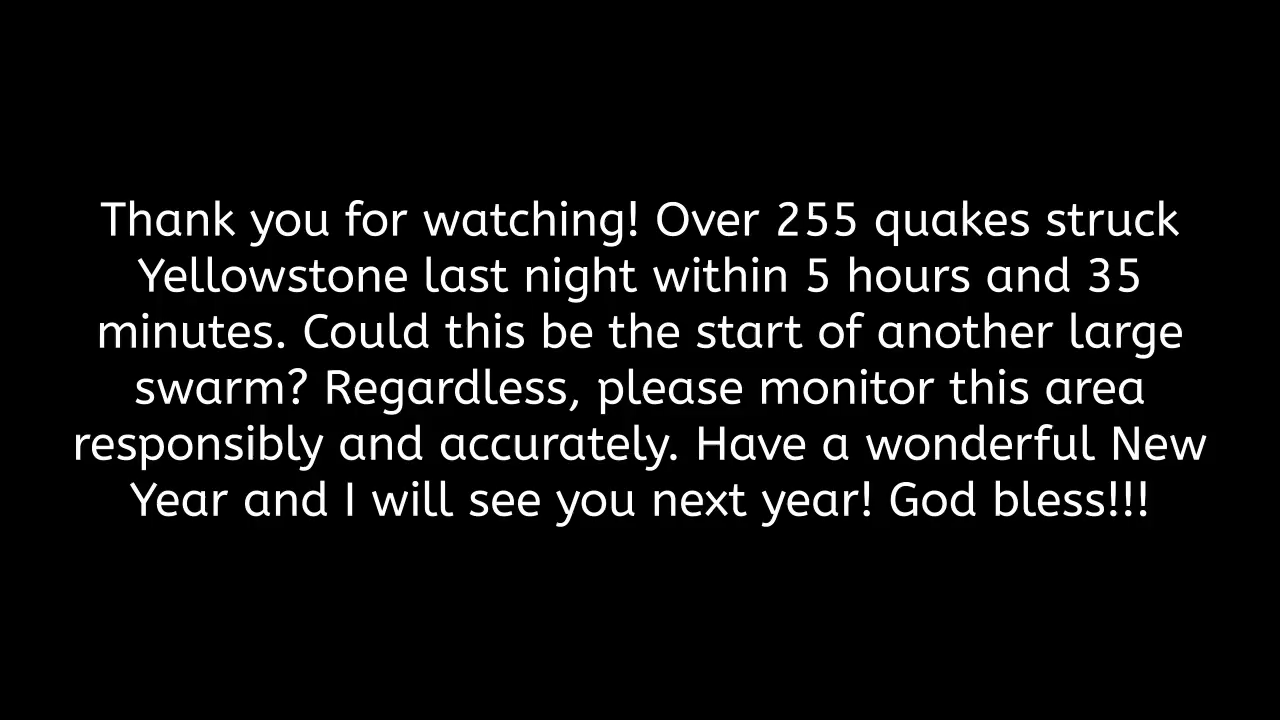 Thank you for watching! Over 255 quakes struck
Yellowstone last night within 5 hours and 35
minutes. Could this be the start of another large
swarm? Regardless, please monitor this area
responsibly and accurately. Have a wonderful New
Year and I will see you next year! God bless!!!